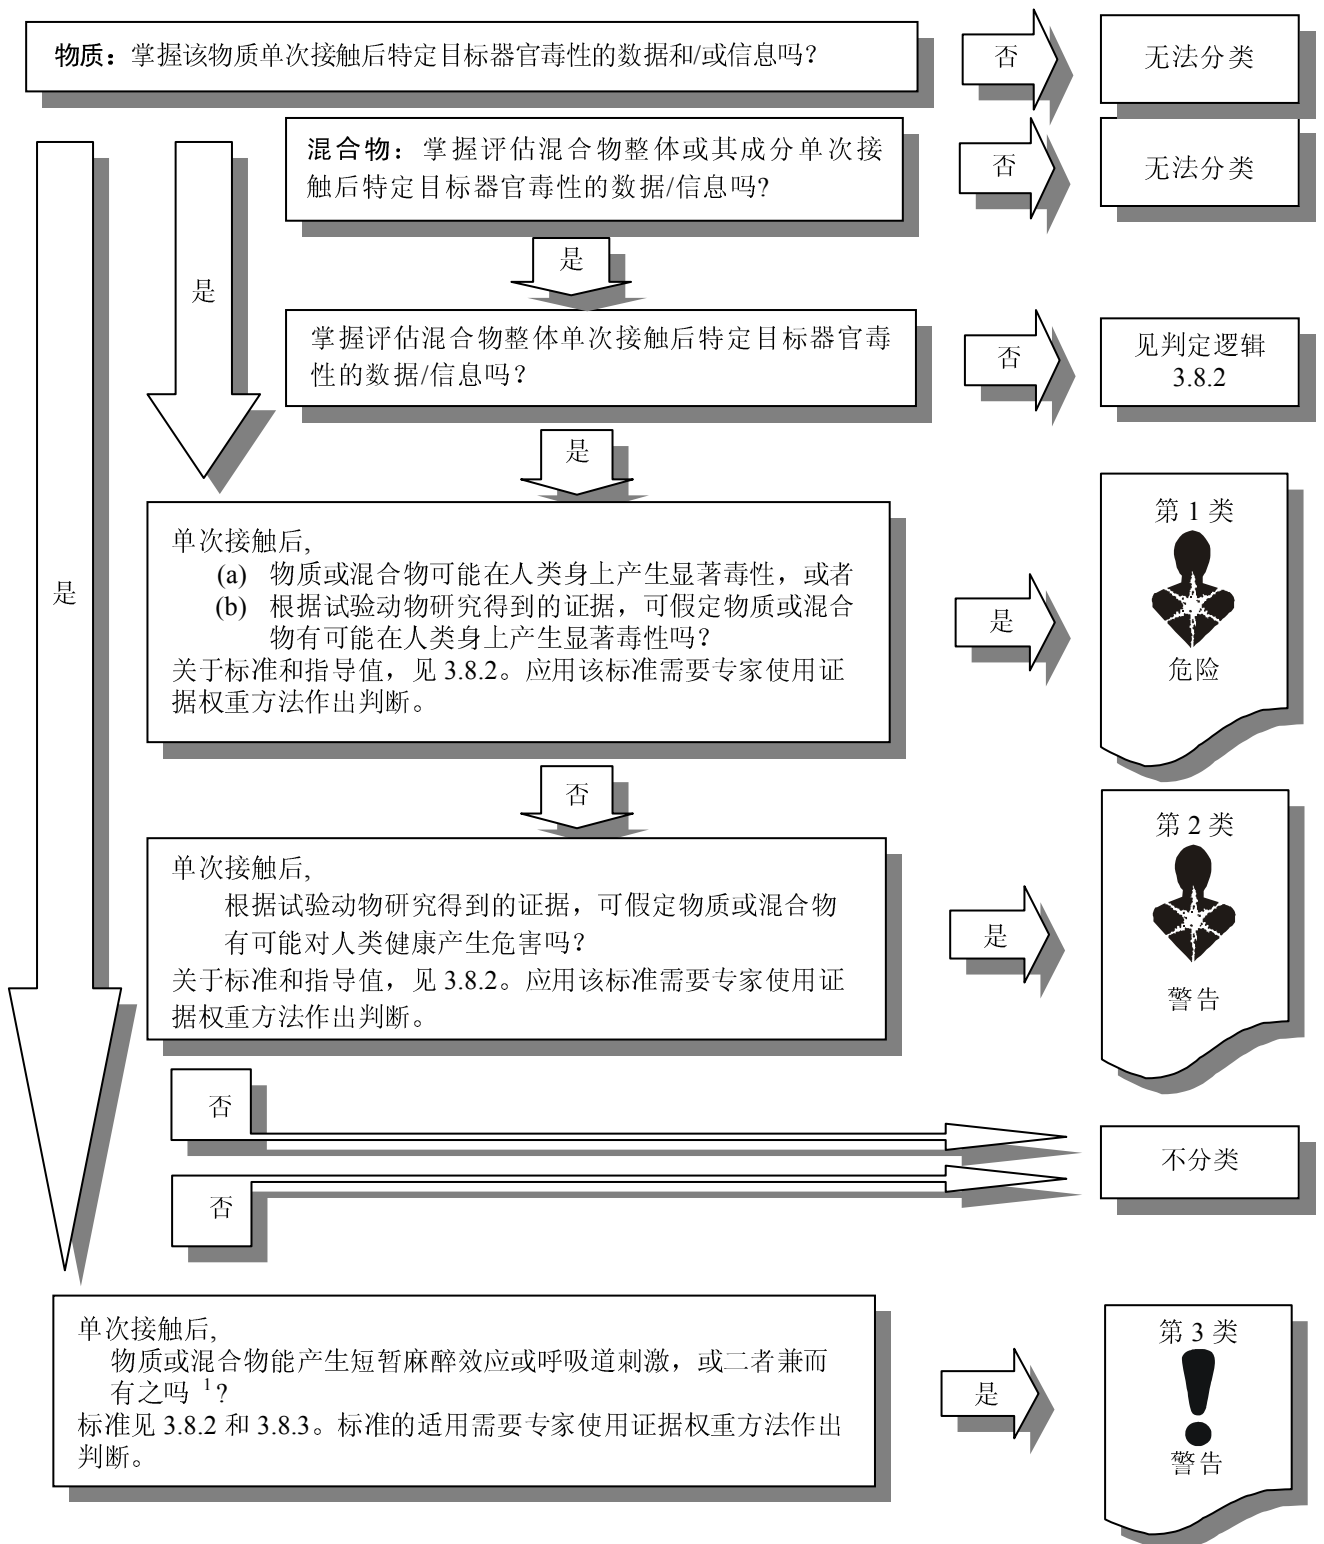 物质：掌握该物质单次接触后特定目标器官毒性的数据和/或信息吗？
否
无法分类
混合物：掌握评估混合物整体或其成分单次接
触后特定目标器官毒性的数据/信息吗?
否
无法分类
是
是
掌握评估混合物整体单次接触后特定目标器官毒
性的数据/信息吗？
否
见判定逻辑
3.8.2
是
是
单次接触后,
(a) 物质或混合物可能在人类身上产生显著毒性，或者
(b) 根据试验动物研究得到的证据，可假定物质或混合
物有可能在人类身上产生显著毒性吗？
关于标准和指导值，见 3.8.2。应用该标准需要专家使用证
据权重方法作出判断。
是
第 1 类
危险
否
单次接触后,
根据试验动物研究得到的证据，可假定物质或混合物
有可能对人类健康产生危害吗？
关于标准和指导值，见 3.8.2。应用该标准需要专家使用证
据权重方法作出判断。
是
第 2 类
警告
否
不分类
否
单次接触后,
物质或混合物能产生短暂麻醉效应或呼吸道刺激，或二者兼而
有之吗 1？
标准见 3.8.2 和 3.8.3。标准的适用需要专家使用证据权重方法作出
判断。
是
第 3 类
警告